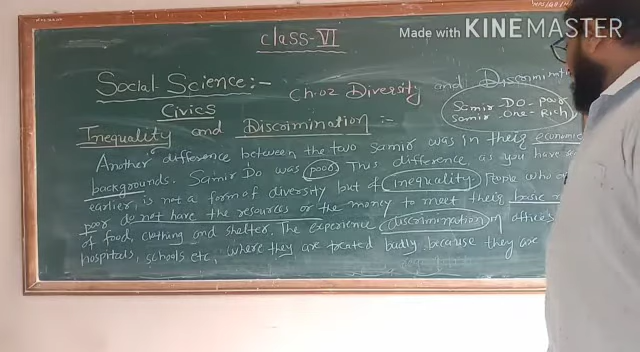 Made with KINEMASTER
Class-VI
Social Science:-
Ch.02 Diversity and Discrimin
Civics
Samir DO - poor
Samir One - Rich
Inequality and Discrimination :-
Another difference between the two Samir was in their economic
backgrounds. Samir Do was poor. This difference, as you have
earlier, is not a form of diversity but of inequality. People who
poor do not have the resources or the money to meet their basic
of food, clothing and shelter. The experience discrimination in offices
hospitals, schools etc, where they are treated badly because they are